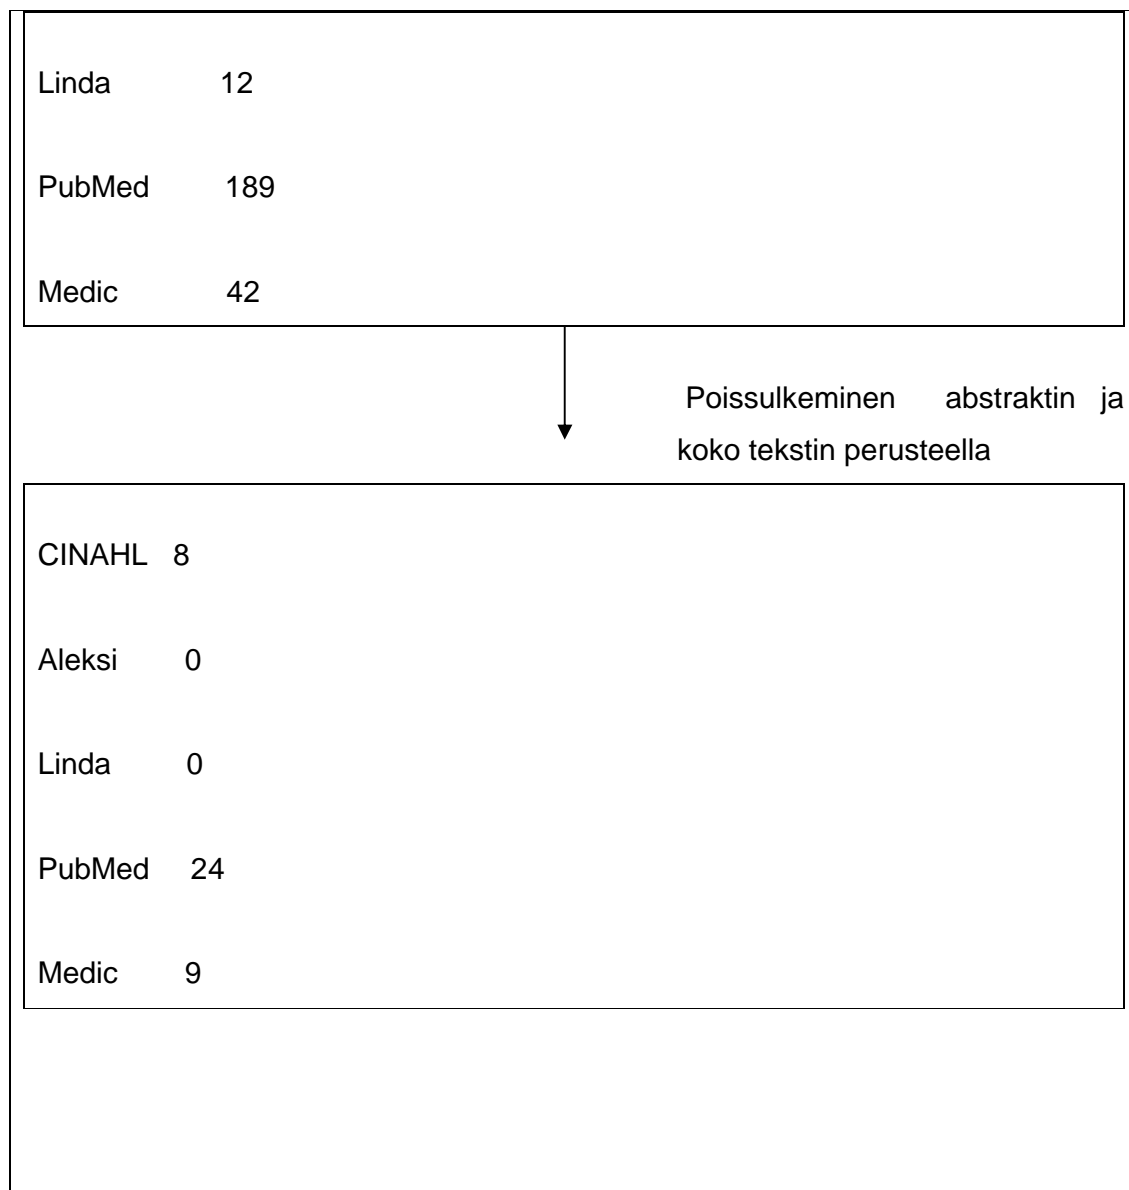 Linda 12
PubMed 189
Medic 42
Poissulkeminen abstraktin ja
koko tekstin perusteella
CINAHL 8
Aleksi 0
Linda 0
PubMed 24
Medic 9